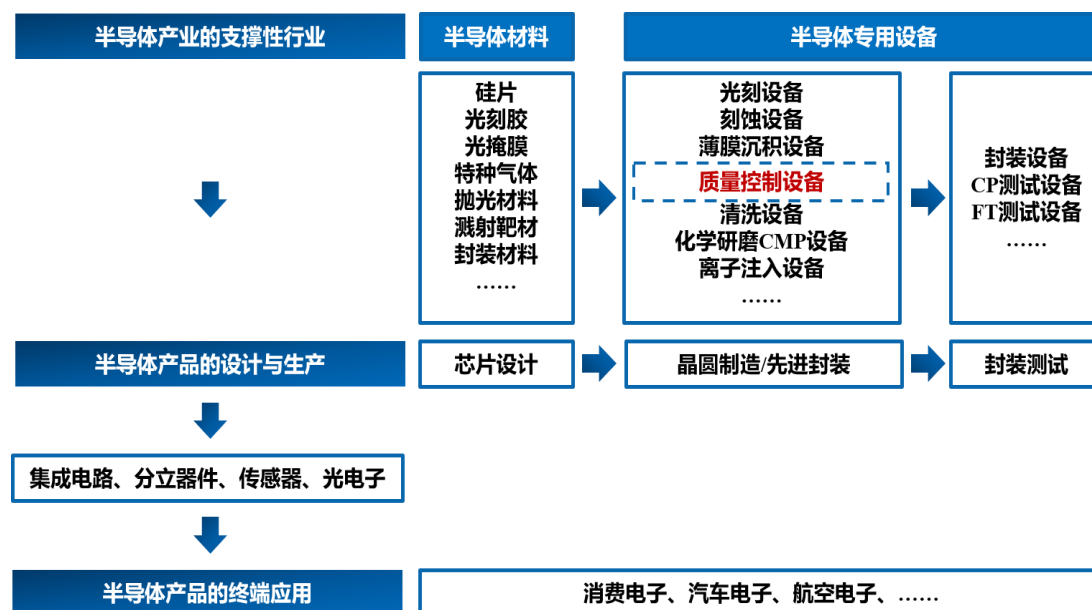 半导体产业的支撑性行业
半导体材料
半导体专用设备
硅片
光刻胶
光掩膜
特种气体
抛光材料
溅射靶材
封装材料
……
光刻设备
刻蚀设备
薄膜沉积设备
质量控制设备
清洗设备
化学研磨CMP设备
离子注入设备
……
封装设备
CP测试设备
FT测试设备
……
半导体产品的设计与生产
芯片设计
晶圆制造/先进封装
封装测试
集成电路、分立器件、传感器、光电子
半导体产品的终端应用
消费电子、汽车电子、航空电子、……